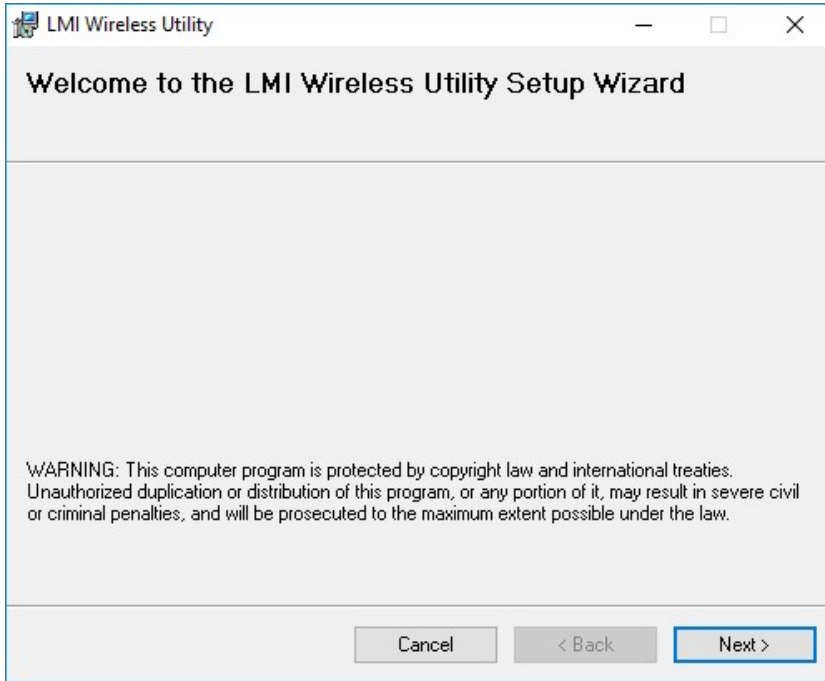 LMI Wireless Utility
Welcome to the LMI Wireless Utility Setup Wizard
WARNING: This computer program is protected by copyright law and international treaties.
Unauthorized duplication or distribution of this program, or any portion of it, may result in severe civil
or criminal penalties, and will be prosecuted to the maximum extent possible under the law.
Cancel
< Back
Next >